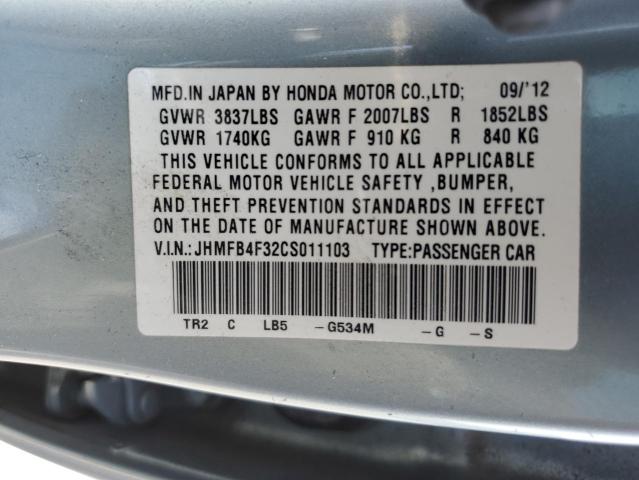 MFD.IN JAPAN BY HONDA MOTOR CO.,LTD; 09/'12
GVWR 3837LBS GAWR F 2007LBS R 1852LBS
GVWR 1740KG GAWR F 910 KG R 840 KG
THIS VEHICLE CONFORMS TO ALL APPLICABLE
FEDERAL MOTOR VEHICLE SAFETY ,BUMPER,
AND THEFT PREVENTION STANDARDS IN EFFECT
ON THE DATE OF MANUFACTURE SHOWN ABOVE.
V.I.N.:JHMFB4F32CS011103 TYPE:PASSENGER CAR
TR2 C LB5 -G534M -G -S